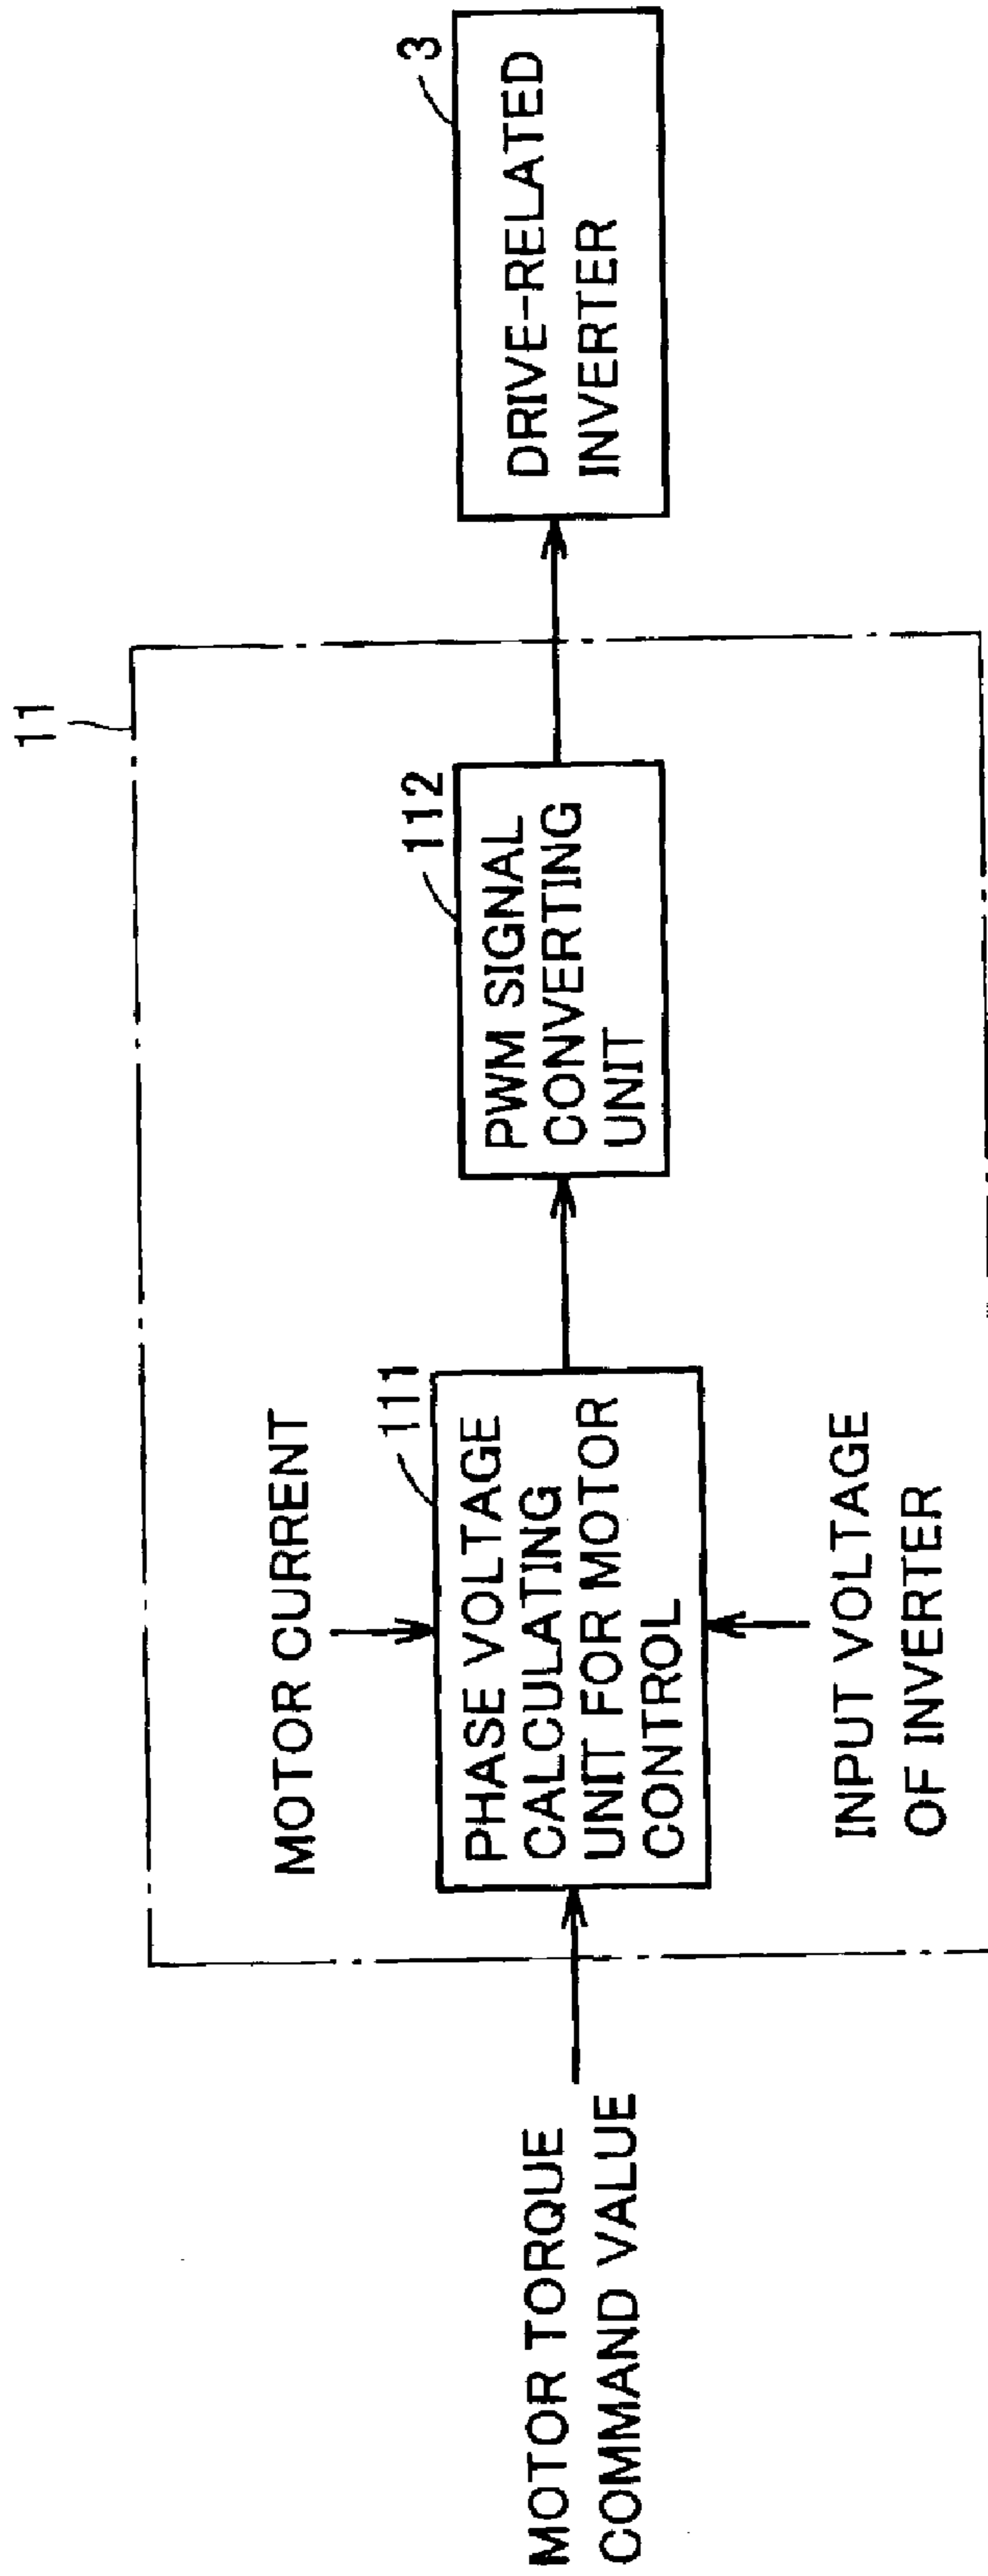 11
MOTOR CURRENT
MOTOR TORQUE
COMMAND VALUE
111
PHASE VOLTAGE
CALCULATING
UNIT FOR MOTOR
CONTROL
INPUT VOLTAGE
OF INVERTER
112
PWM SIGNAL
CONVERTING
UNIT
3
DRIVE-RELATED
INVERTER